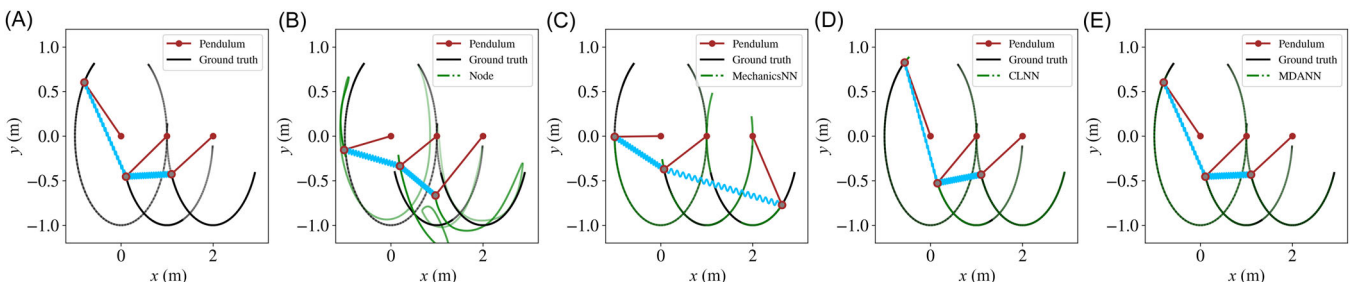 (A)
Pendulum
Ground truth
1.0
0.5
0.0
−0.5
−1.0
y (m)
0
2
x (m)
(B)
Pendulum
Ground truth
Node
1.0
0.5
0.0
−0.5
−1.0
y (m)
0
2
x (m)
(C)
Pendulum
Ground truth
MechanicsNN
1.0
0.5
0.0
−0.5
−1.0
y (m)
0
2
x (m)
(D)
Pendulum
Ground truth
CLNN
1.0
0.5
0.0
−0.5
−1.0
y (m)
0
2
x (m)
(E)
Pendulum
Ground truth
MDANN
1.0
0.5
0.0
−0.5
−1.0
y (m)
0
2
x (m)